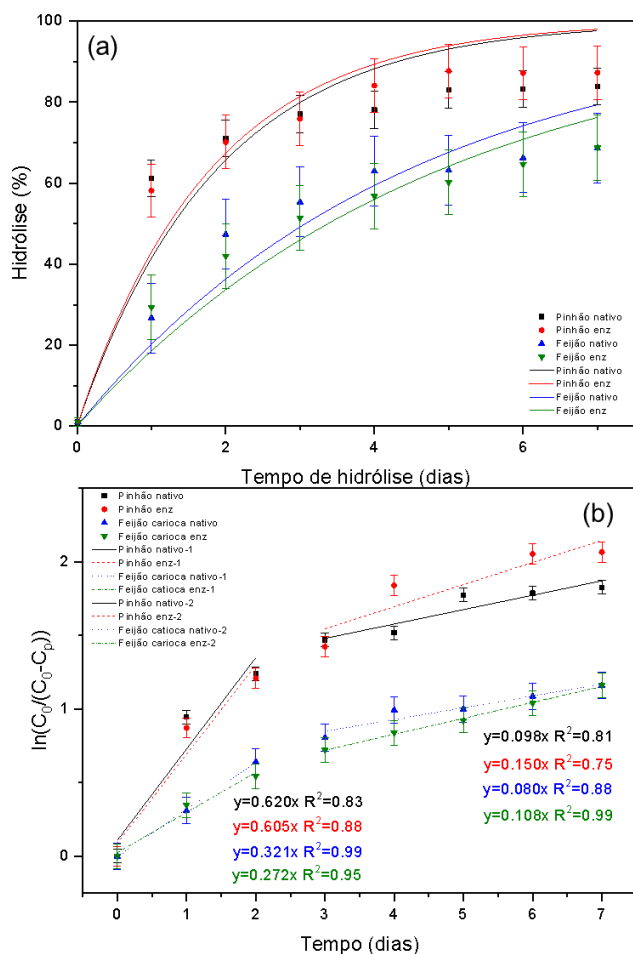 (a)
100
80
60
40
20
0
Hidrólise (%)
Pinhão nativo
Pinhão enz
Feijão nativo
Feijão enz
Pinhão nativo
Pinhão enz
Feijão nativo
Feijão enz
0 2 4 6
Tempo de hidrólise (dias)
(b)
Pinhão nativo
Pinhão enz
Feijão carioca nativo
Feijão carioca enz
Pinhão nativo-1
Pinhão enz-1
Feijão carioca nativo-1
Feijão catioca enz-1
Pinhão nativo-2
Pinhão enz-2
Feijão catioca nativo-2
Feijão carioca enz-2
2
1
0
ln(C0/(C0-Cp))
y=0.098x R²=0.81
y=0.150x R²=0.75
y=0.080x R²=0.88
y=0.108x R²=0.99
y=0.620x R²=0.83
y=0.605x R²=0.88
y=0.321x R²=0.99
y=0.272x R²=0.95
0 1 2 3 4 5 6 7
Tempo (dias)